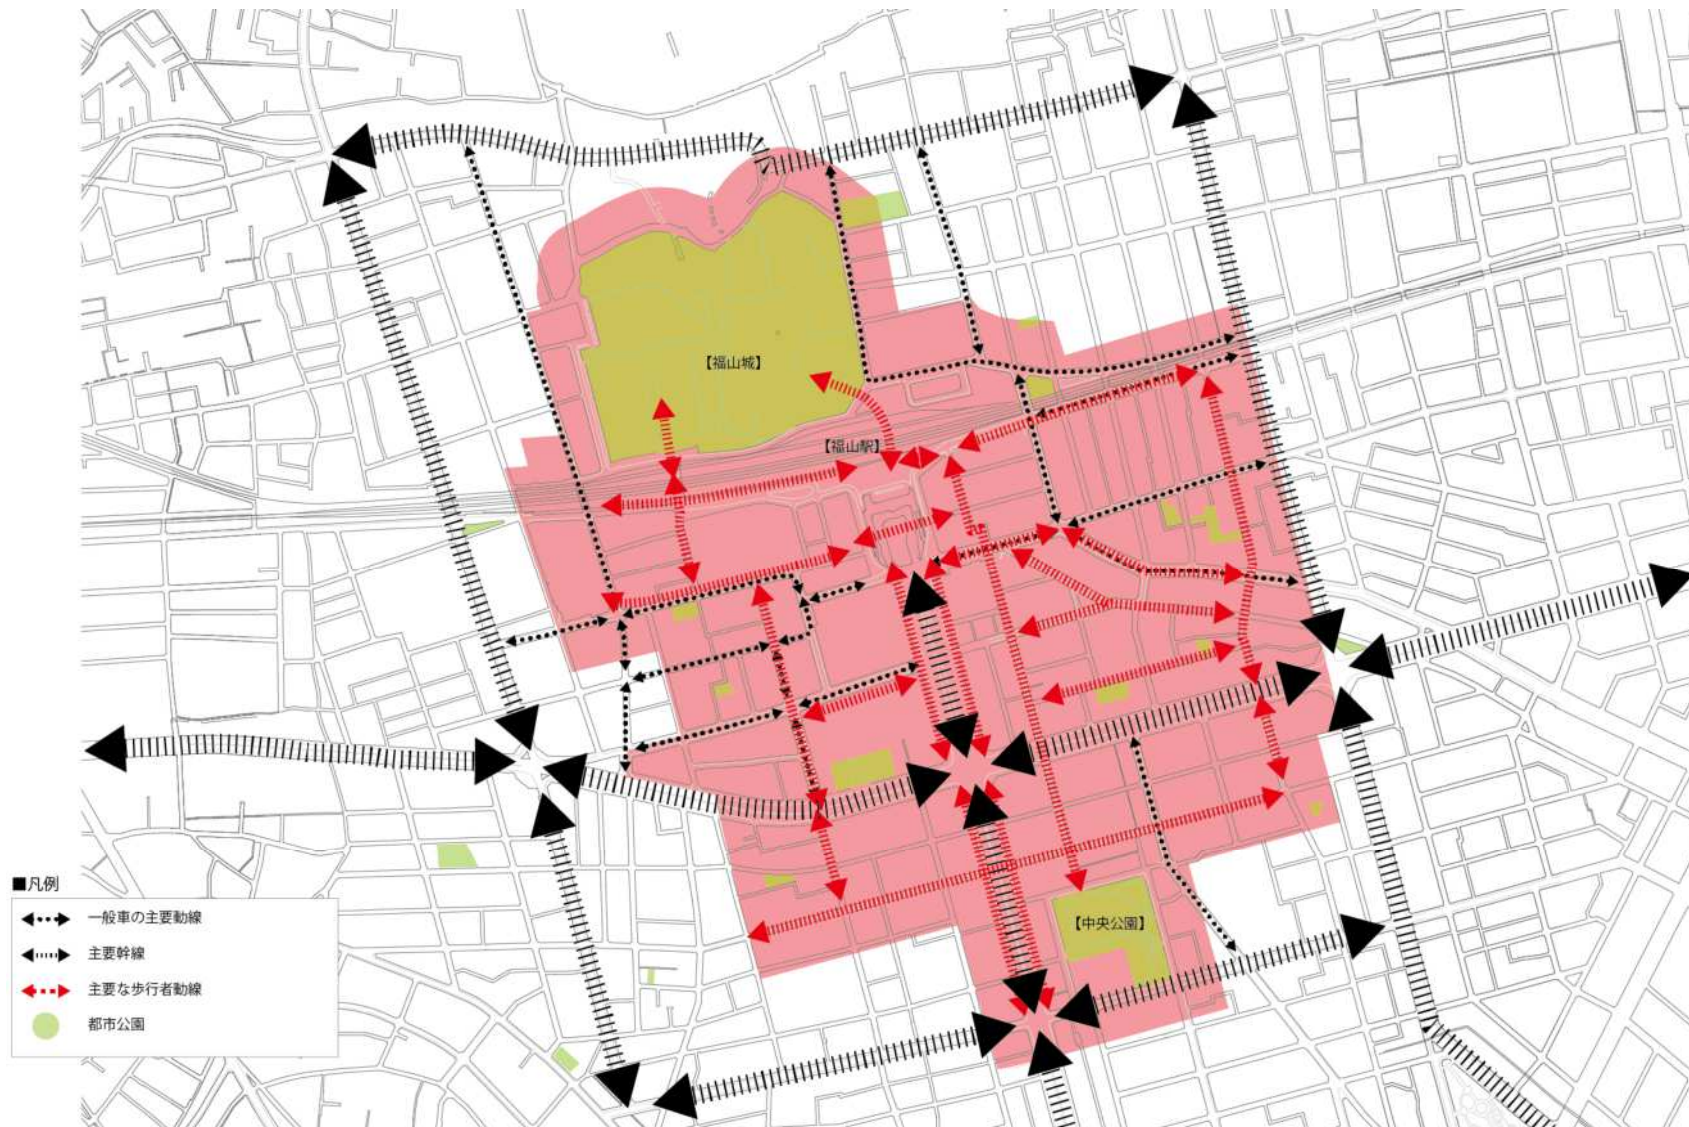 【福山城】
【福山駅】
【中央公園】
■凡例
一般車の主要動線
主要幹線
主要な歩行者動線
都市公園